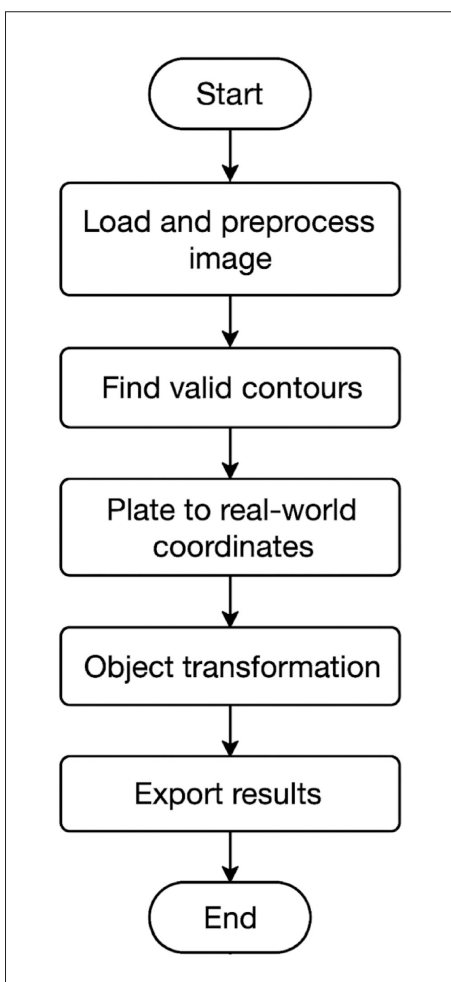 Start
Load and preprocess
image
Find valid contours
Plate to real-world
coordinates
Object transformation
Export results
End